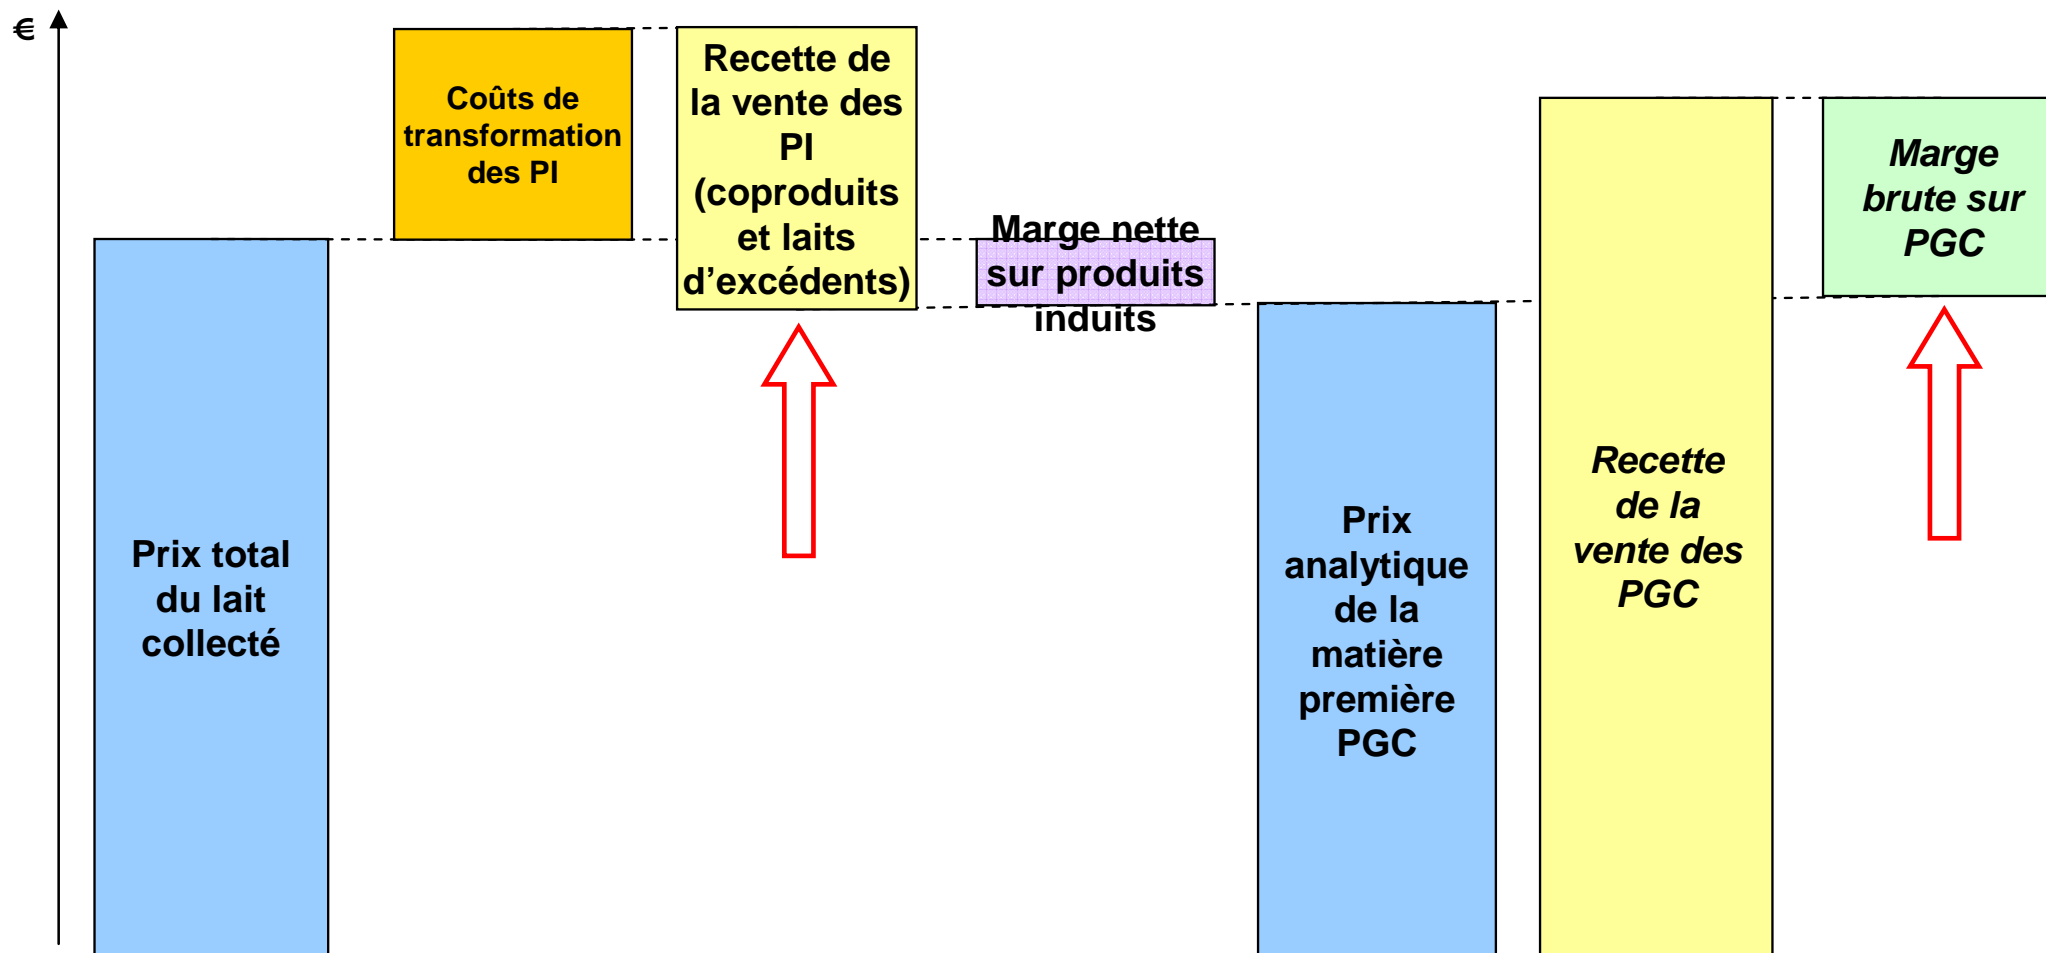 €
Coûts de
transformation
des PI
Recette de
la vente des
PI
(coproduits
et laits
d’excédents)
Marge nette
sur produits
induits
Marge
brute sur
PGC
Prix total
du lait
collecté
Prix
analytique
de la
matière
première
PGC
Recette
de la
vente des
PGC